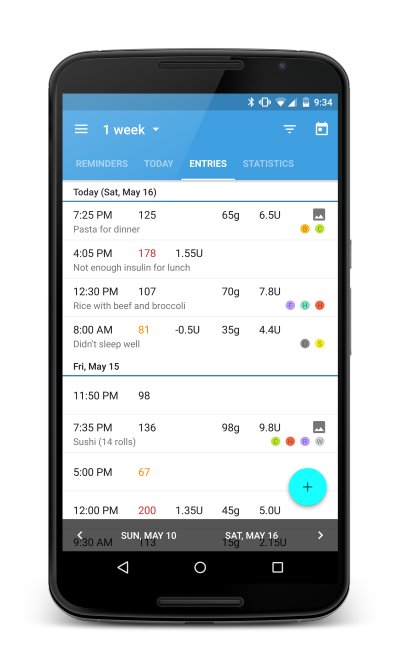 9:34
1 week
REMINDERS TODAY ENTRIES STATISTICS
Today (Sat, May 16)
7:25 PM 125 65g 6.5U
Pasta for dinner D C
4:05 PM 178 1.55U
Not enough insulin for lunch
12:30 PM 107 70g 7.8U
Rice with beef and broccoli F H H
8:00 AM 81 -0.5U 35g 4.4U
Didn't sleep well B S
Fri, May 15
11:50 PM 98
7:35 PM 136 98g 9.8U
Sushi (14 rolls) C H R W
5:00 PM 67
+
12:00 PM 200 1.35U 45g 5.0U
SUN, MAY 10 SAT, MAY 16
9:30 AM 113 15g 2.15U